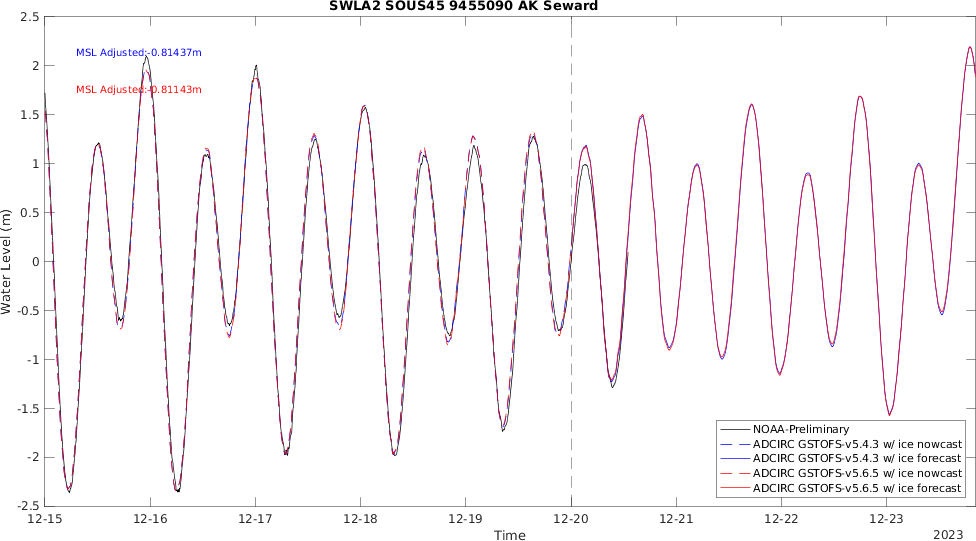 SWLA2 SOUS45 9455090 AK Seward
2.5
2
1.5
1
0.5
0
-0.5
-1
-1.5
-2
-2.5
Water Level (m)
MSL Adjusted:-0.81437m
MSL Adjusted:-0.81143m
NOAA-Preliminary
ADCIRC GSTOFS-v5.4.3 w/ ice nowcast
ADCIRC GSTOFS-v5.4.3 w/ ice forecast
ADCIRC GSTOFS-v5.6.5 w/ ice nowcast
ADCIRC GSTOFS-v5.6.5 w/ ice forecast
12-15 12-16 12-17 12-18 12-19 12-20 12-21 12-22 12-23
Time
2023